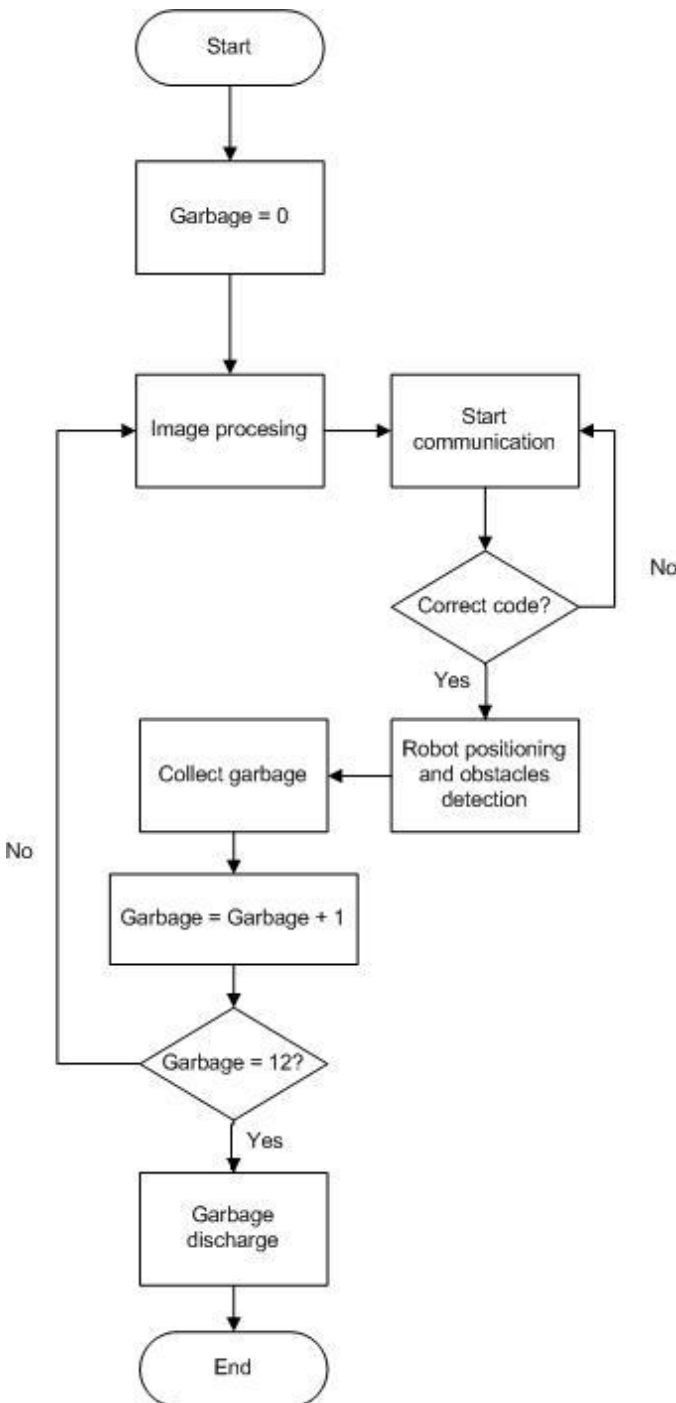 Start
Garbage = 0
Image procesing
Start
communication
Correct code?
No
Yes
Robot positioning
and obstacles
detection
Collect garbage
Garbage = Garbage + 1
Garbage = 12?
No
Yes
Garbage
discharge
End